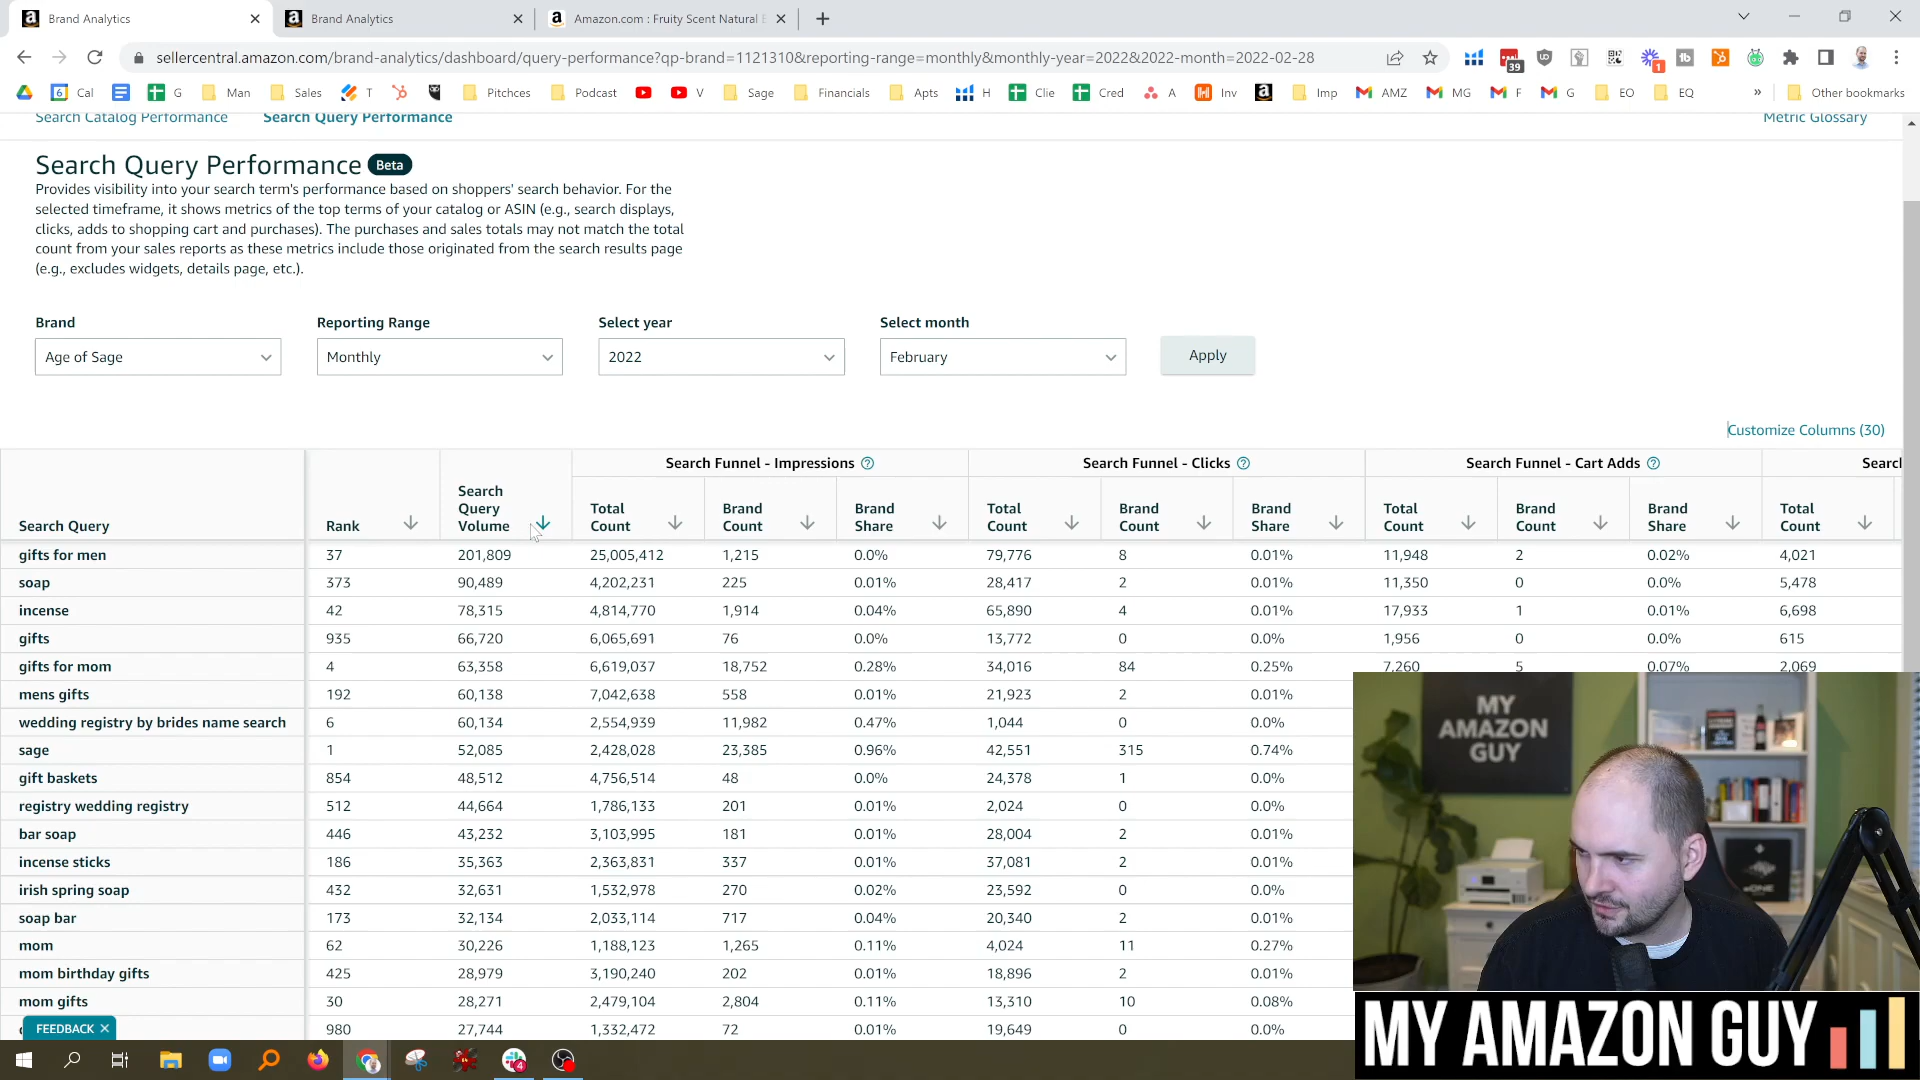 Brand Analytics
Brand Analytics
Amazon.com : Fruity Scent Natural
sellercentral.amazon.com/brand-analytics/dashboard/query-performance?qp-brand=1121310&reporting-range=monthly&monthly-year=2022&2022-month=2022-02-28
39
1
6 Cal G Man Sales T Pitchces Podcast V Sage Financials Apts H Clie Cred A Inv Imp AMZ MG F G EO EQ » Other bookmarks
Search Catalog Performance Search Query Performance Metric Glossary
Search Query Performance Beta
Provides visibility into your search term's performance based on shoppers' search behavior. For the
selected timeframe, it shows metrics of the top terms of your catalog or ASIN (e.g., search displays,
clicks, adds to shopping cart and purchases). The purchases and sales totals may not match the total
count from your sales reports as these metrics include those originated from the search results page
(e.g., excludes widgets, details page, etc.).
Brand Reporting Range Select year Select month
Age of Sage Monthly 2022 February Apply
Customize Columns (30)
Search Funnel - Impressions Search Funnel - Clicks Search Funnel - Cart Adds
Search Query Rank Search Query Volume Total Count Brand Count Brand Share Total Count Brand Count Brand Share Total Count Brand Count Brand Share Total Count
gifts for men 37 201,809 25,005,412 1,215 0.0% 79,776 8 0.01% 11,948 2 0.02% 4,021
soap 373 90,489 4,202,231 225 0.01% 28,417 2 0.01% 11,350 0 0.0% 5,478
incense 42 78,315 4,814,770 1,914 0.04% 65,890 4 0.01% 17,933 1 0.01% 6,698
gifts 935 66,720 6,065,691 76 0.0% 13,772 0 0.0% 1,956 0 0.0% 615
gifts for mom 4 63,358 6,619,037 18,752 0.28% 34,016 84 0.25% 7,260 5 0.07% 2,069
mens gifts 192 60,138 7,042,638 558 0.01% 21,923 2 0.01%
wedding registry by brides name search 6 60,134 2,554,939 11,982 0.47% 1,044 0 0.0%
sage 1 52,085 2,428,028 23,385 0.96% 42,551 315 0.74%
gift baskets 854 48,512 4,756,514 48 0.0% 24,378 1 0.0%
registry wedding registry 512 44,664 1,786,133 201 0.01% 2,024 0 0.0%
bar soap 446 43,232 3,103,995 181 0.01% 28,004 2 0.01%
incense sticks 186 35,363 2,363,831 337 0.01% 37,081 2 0.01%
irish spring soap 432 32,631 1,532,978 270 0.02% 23,592 0 0.0%
soap bar 173 32,134 2,033,114 717 0.04% 20,340 2 0.01%
mom 62 30,226 1,188,123 1,265 0.11% 4,024 11 0.27%
mom birthday gifts 425 28,979 3,190,240 202 0.01% 18,896 2 0.01%
mom gifts 30 28,271 2,479,104 2,804 0.11% 13,310 10 0.08%
980 27,744 1,332,472 72 0.01% 19,649 0 0.0%
FEEDBACK
MY
AMAZON
GUY
MY AMAZON GUY
4